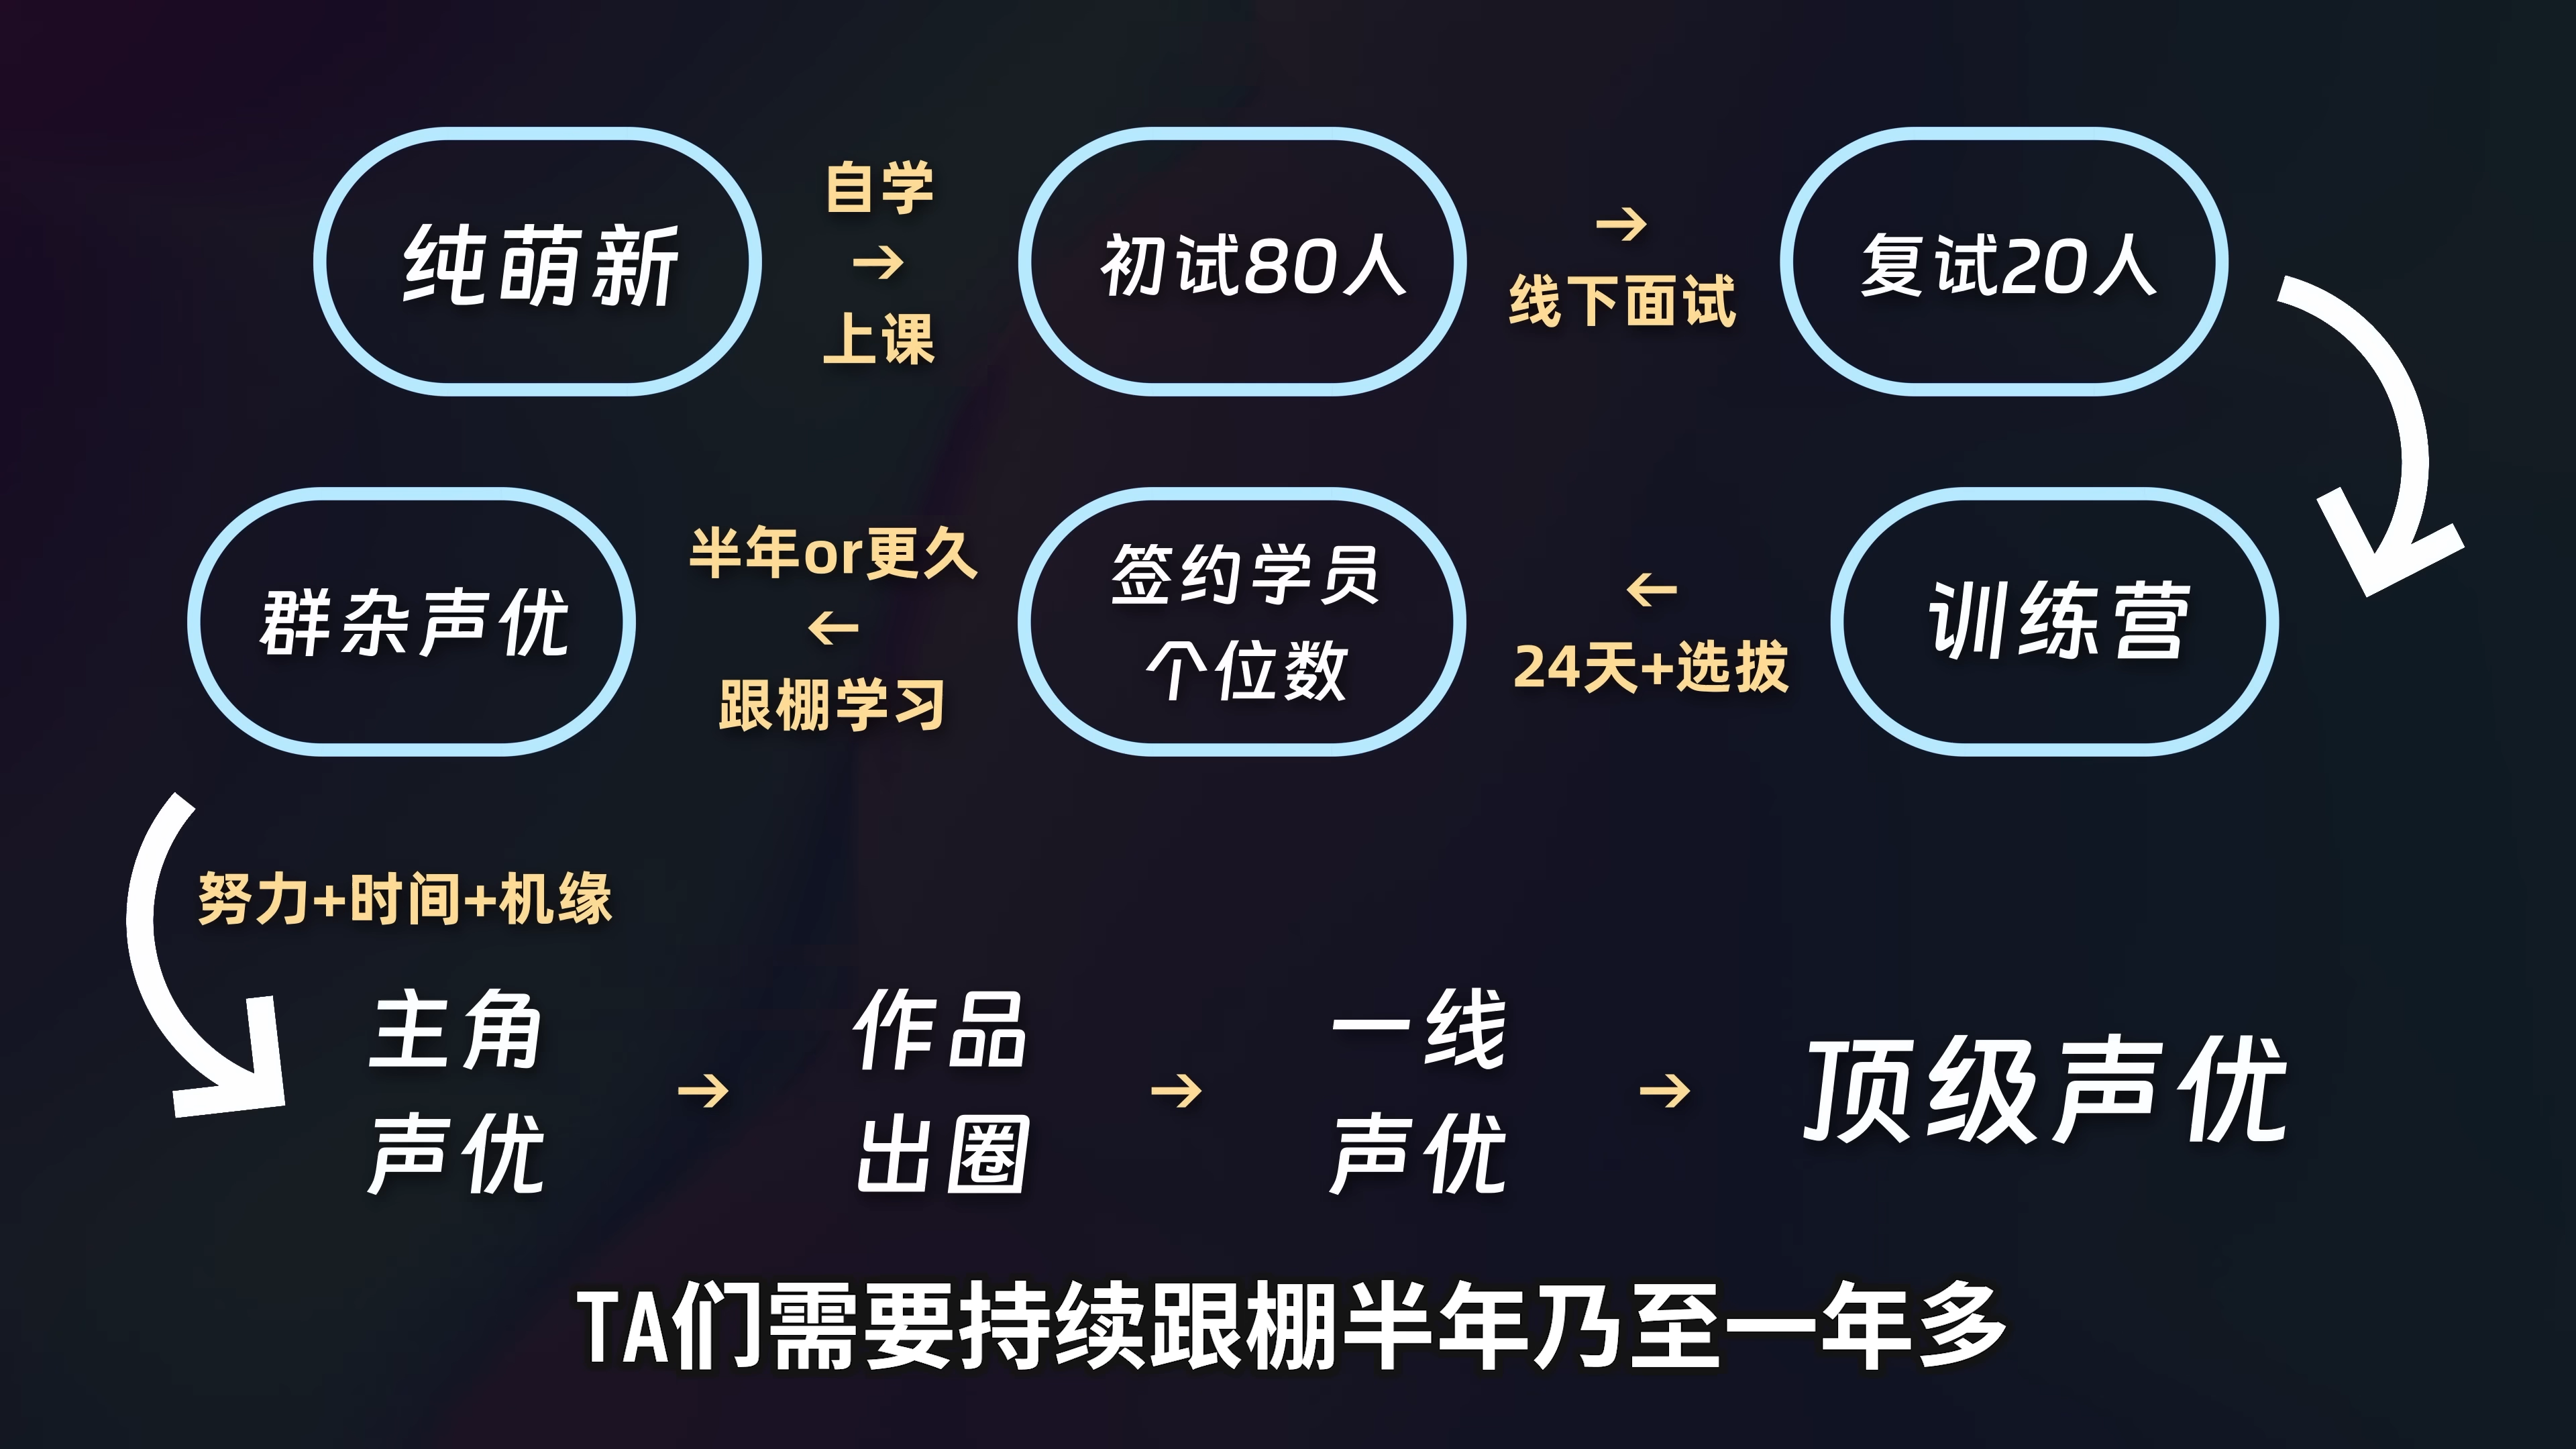 纯萌新
自学
→
上课
初试80人
→
线下面试
复试20人
训练营
←
24天+选拔
签约学员
个位数
半年or更久
←
跟棚学习
群杂声优
努力+时间+机缘
主角
声优
→
作品
出圈
→
一线
声优
→
顶级声优
TA们需要持续跟棚半年乃至一年多